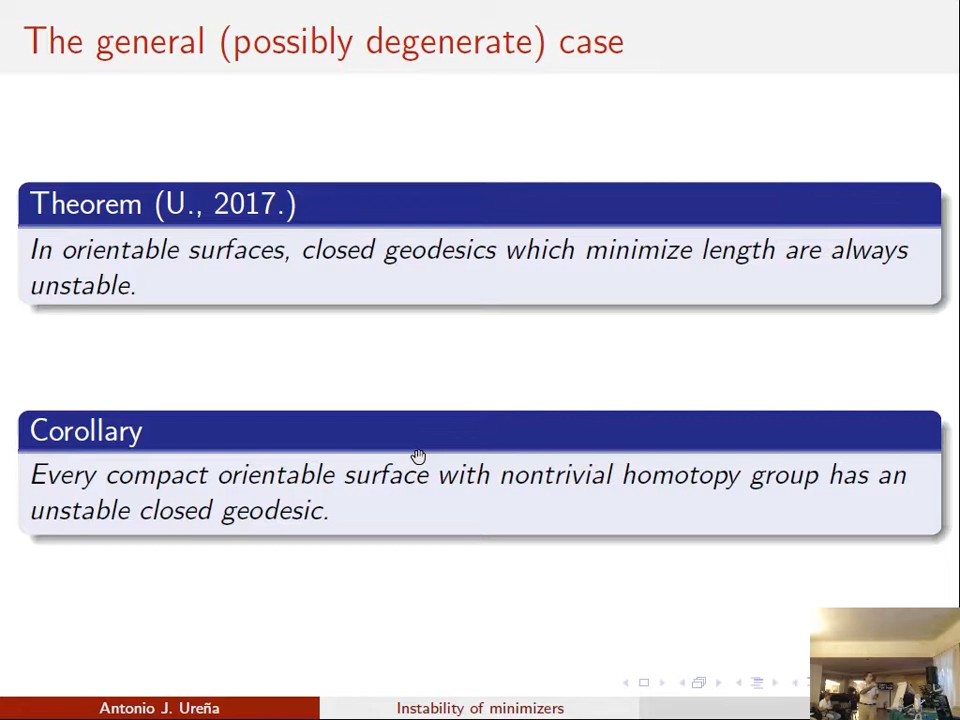 The general (possibly degenerate) case
Theorem (U., 2017.)
In orientable surfaces, closed geodesics which minimize length are always
unstable.
Corollary
Every compact orientable surface with nontrivial homotopy group has an
unstable closed geodesic.
Antonio J. Ureña
Instability of minimizers